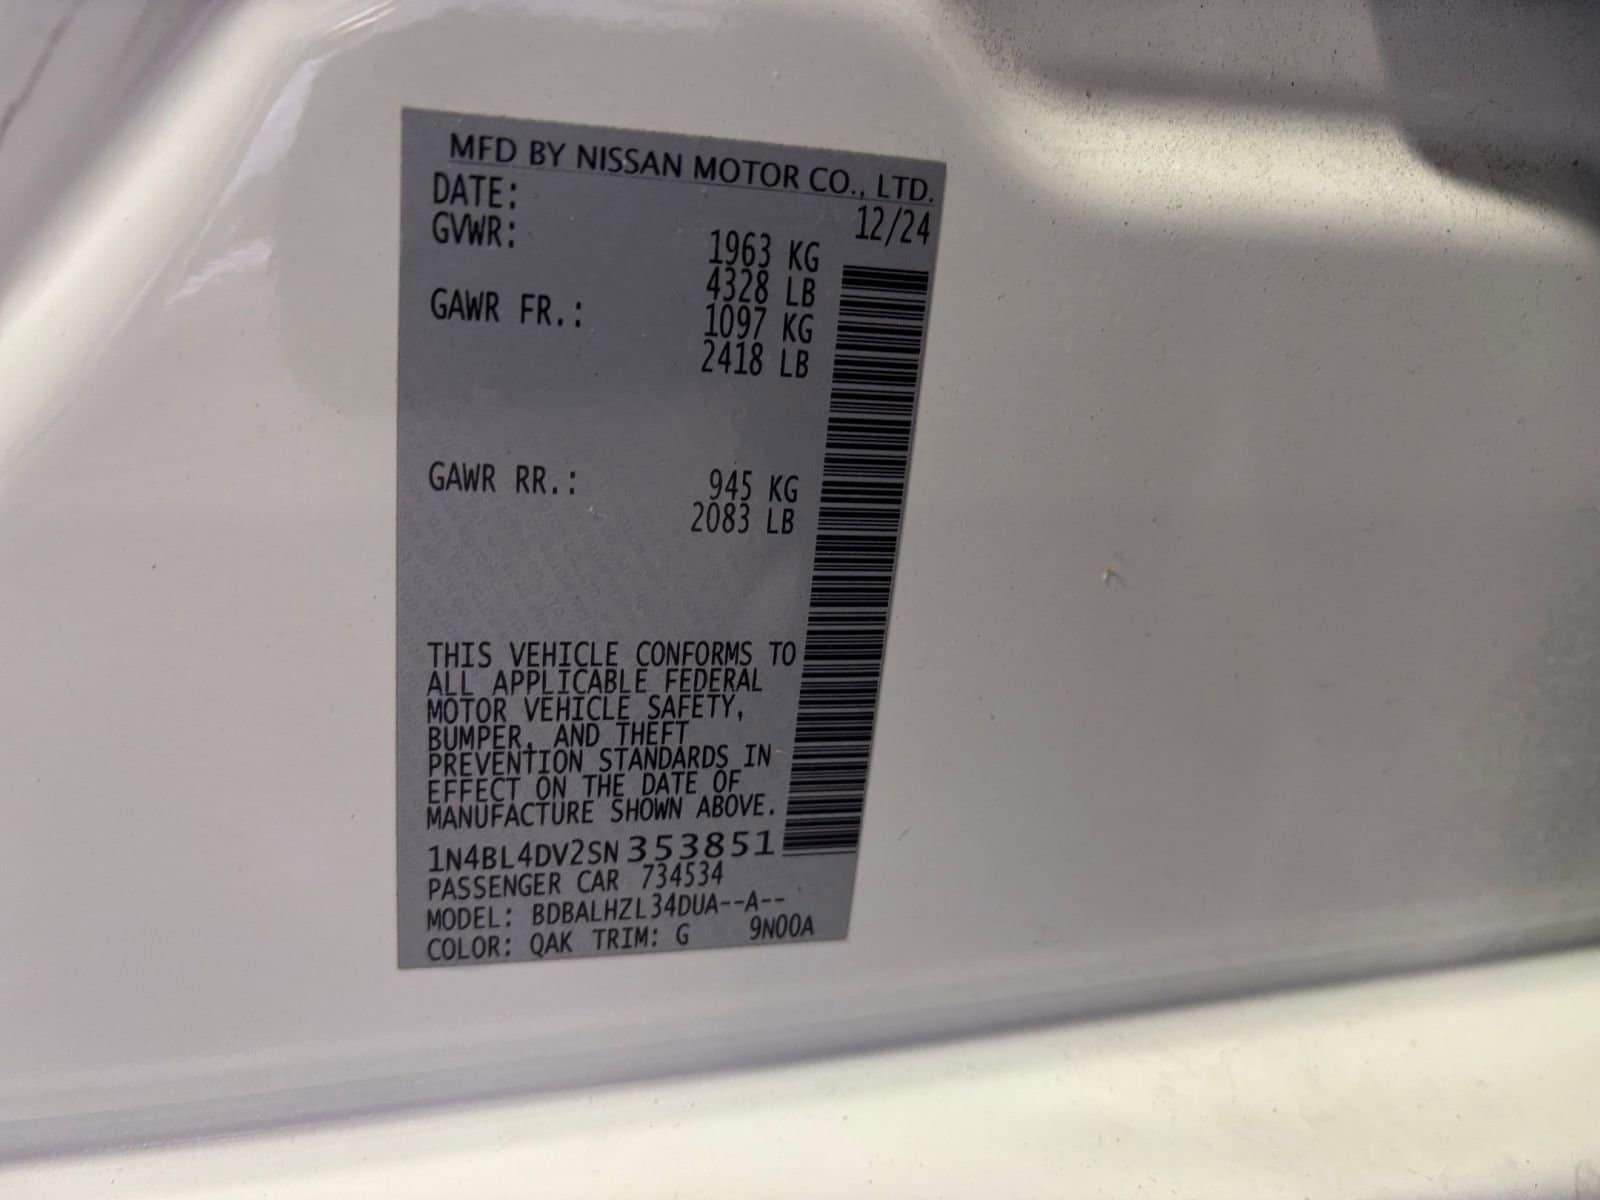 MFD BY NISSAN MOTOR CO., LTD.
DATE: 12/24
GVWR: 1963 KG
4328 LB
GAWR FR.: 1097 KG
2418 LB
GAWR RR.: 945 KG
2083 LB
THIS VEHICLE CONFORMS TO
ALL APPLICABLE FEDERAL
MOTOR VEHICLE SAFETY,
BUMPER, AND THEFT
PREVENTION STANDARDS IN
EFFECT ON THE DATE OF
MANUFACTURE SHOWN ABOVE.
1N4BL4DV2SN353851
PASSENGER CAR 734534
MODEL: BDBALHZL34DUA--A--
COLOR: QAK TRIM: G 9N00A